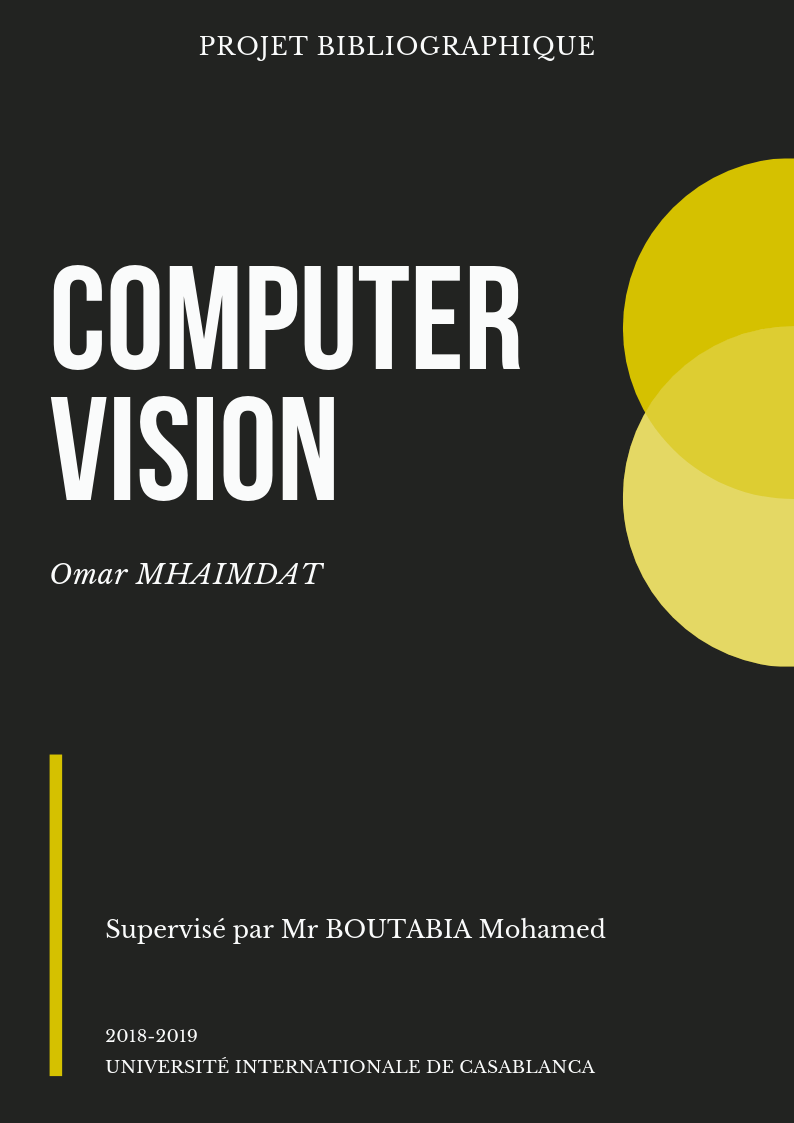 PROJET BIBLIOGRAPHIQUE
COMPUTER
VISION
Omar MHAIMDAT
Supervisé par Mr BOUTABIA Mohamed
2018-2019
UNIVERSITÉ INTERNATIONALE DE CASABLANCA